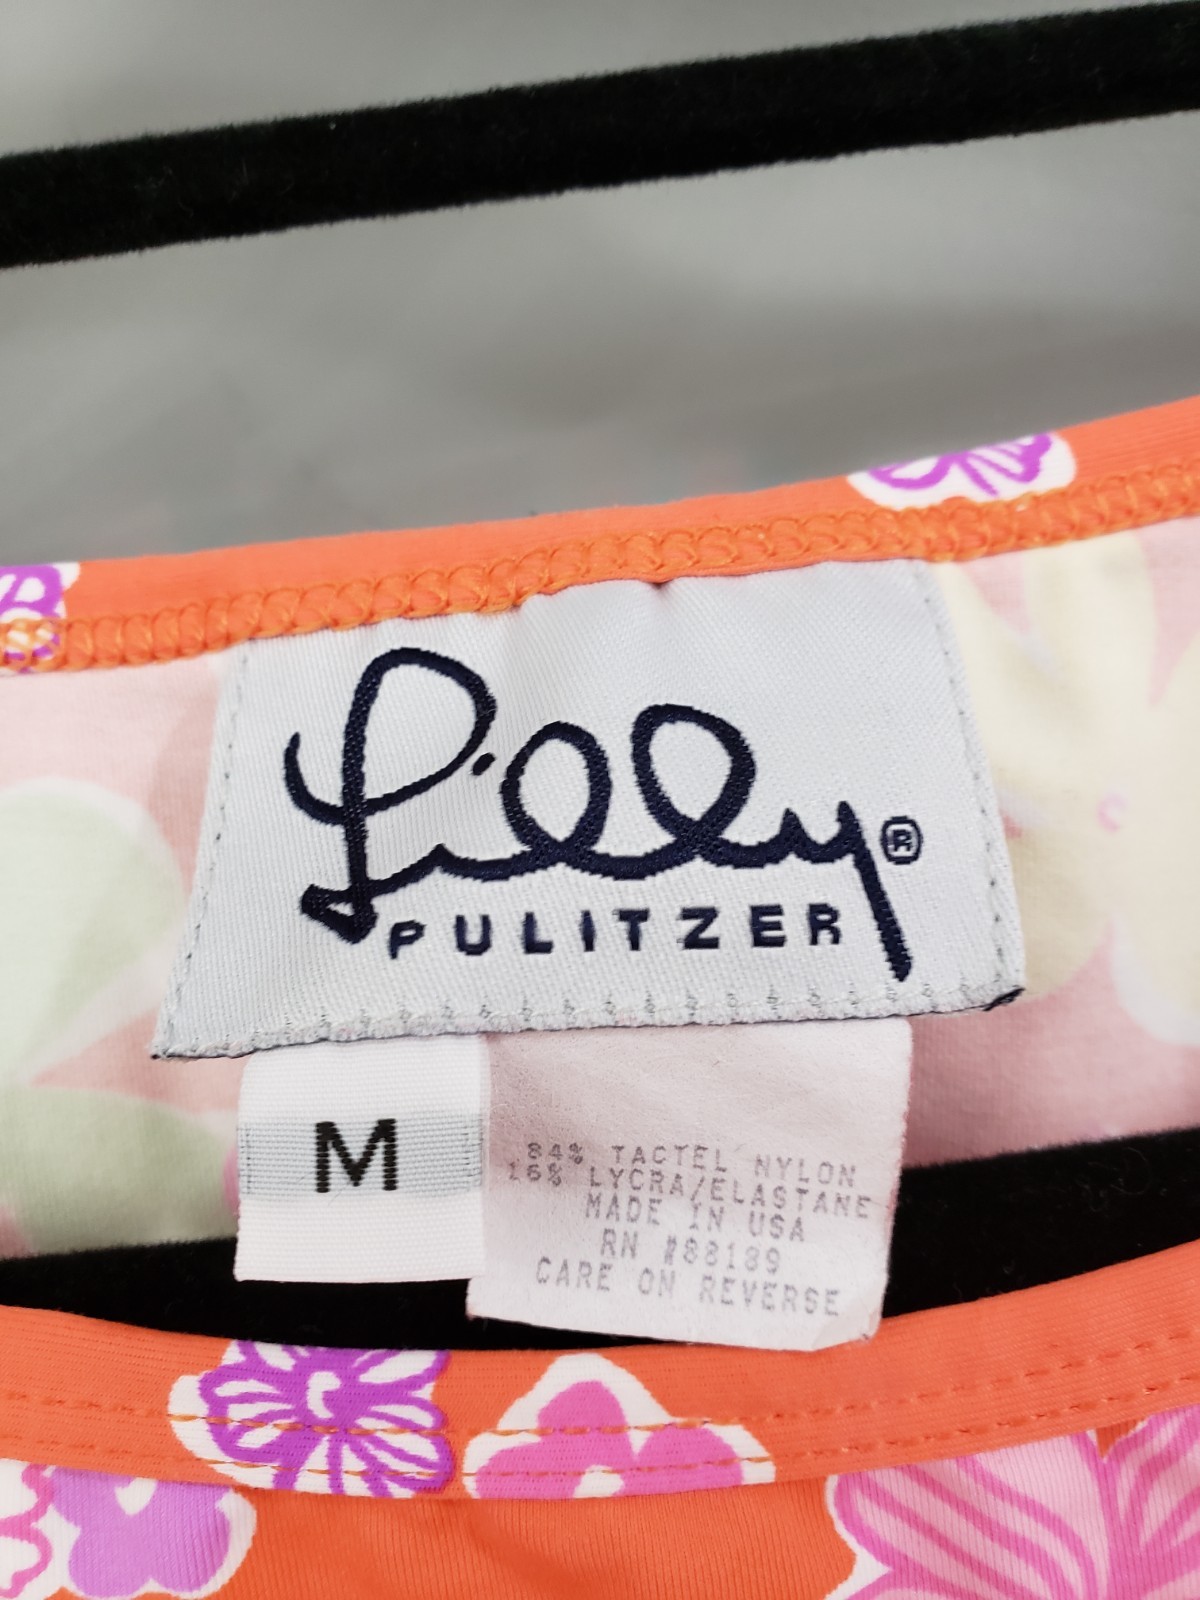 Lilly®
PULITZER
M
84% TACTEL NYLON
16% LYCRA/ELASTANE
MADE IN USA
RN #88189
CARE ON REVERSE